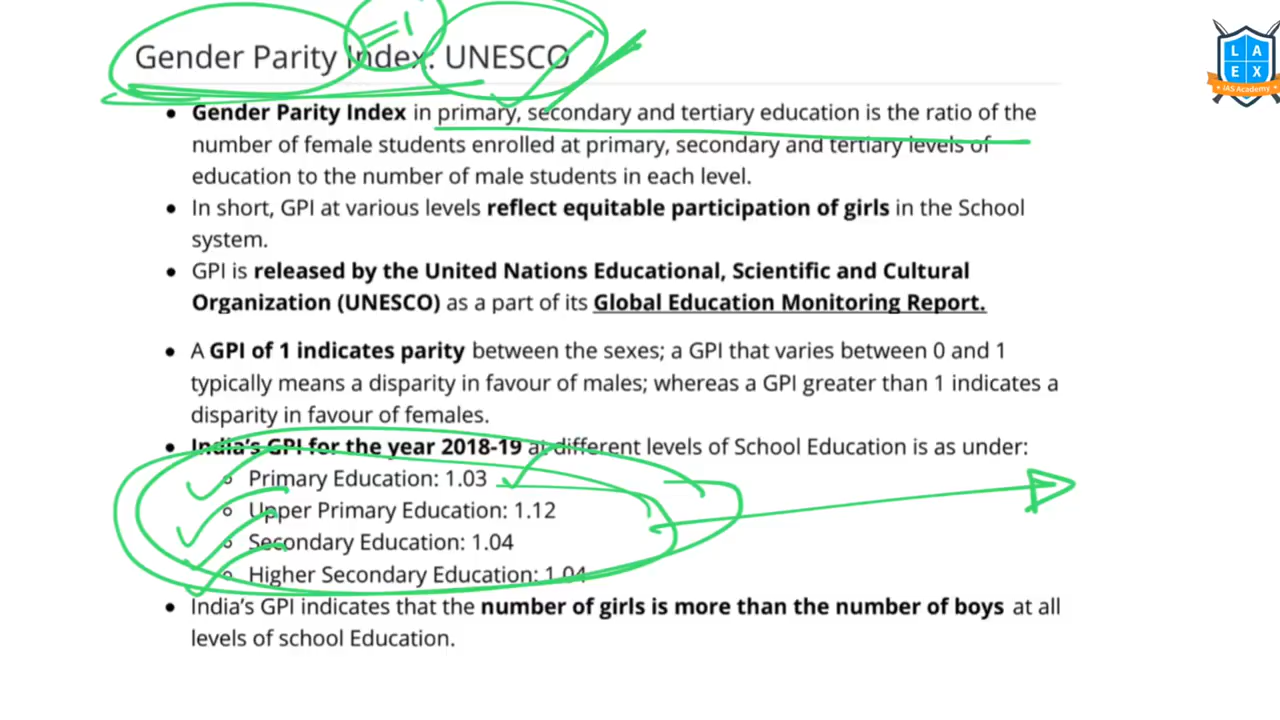 =1
Gender Parity Index: UNESCO
L A
E X
IAS Academy
• Gender Parity Index in primary, secondary and tertiary education is the ratio of the
number of female students enrolled at primary, secondary and tertiary levels of
education to the number of male students in each level.
• In short, GPI at various levels reflect equitable participation of girls in the School
system.
• GPI is released by the United Nations Educational, Scientific and Cultural
Organization (UNESCO) as a part of its Global Education Monitoring Report.
• A GPI of 1 indicates parity between the sexes; a GPI that varies between 0 and 1
typically means a disparity in favour of males; whereas a GPI greater than 1 indicates a
disparity in favour of females.
• India's GPI for the year 2018-19 at different levels of School Education is as under:
o Primary Education: 1.03
o Upper Primary Education: 1.12
o Secondary Education: 1.04
o Higher Secondary Education: 1.04
• India's GPI indicates that the number of girls is more than the number of boys at all
levels of school Education.